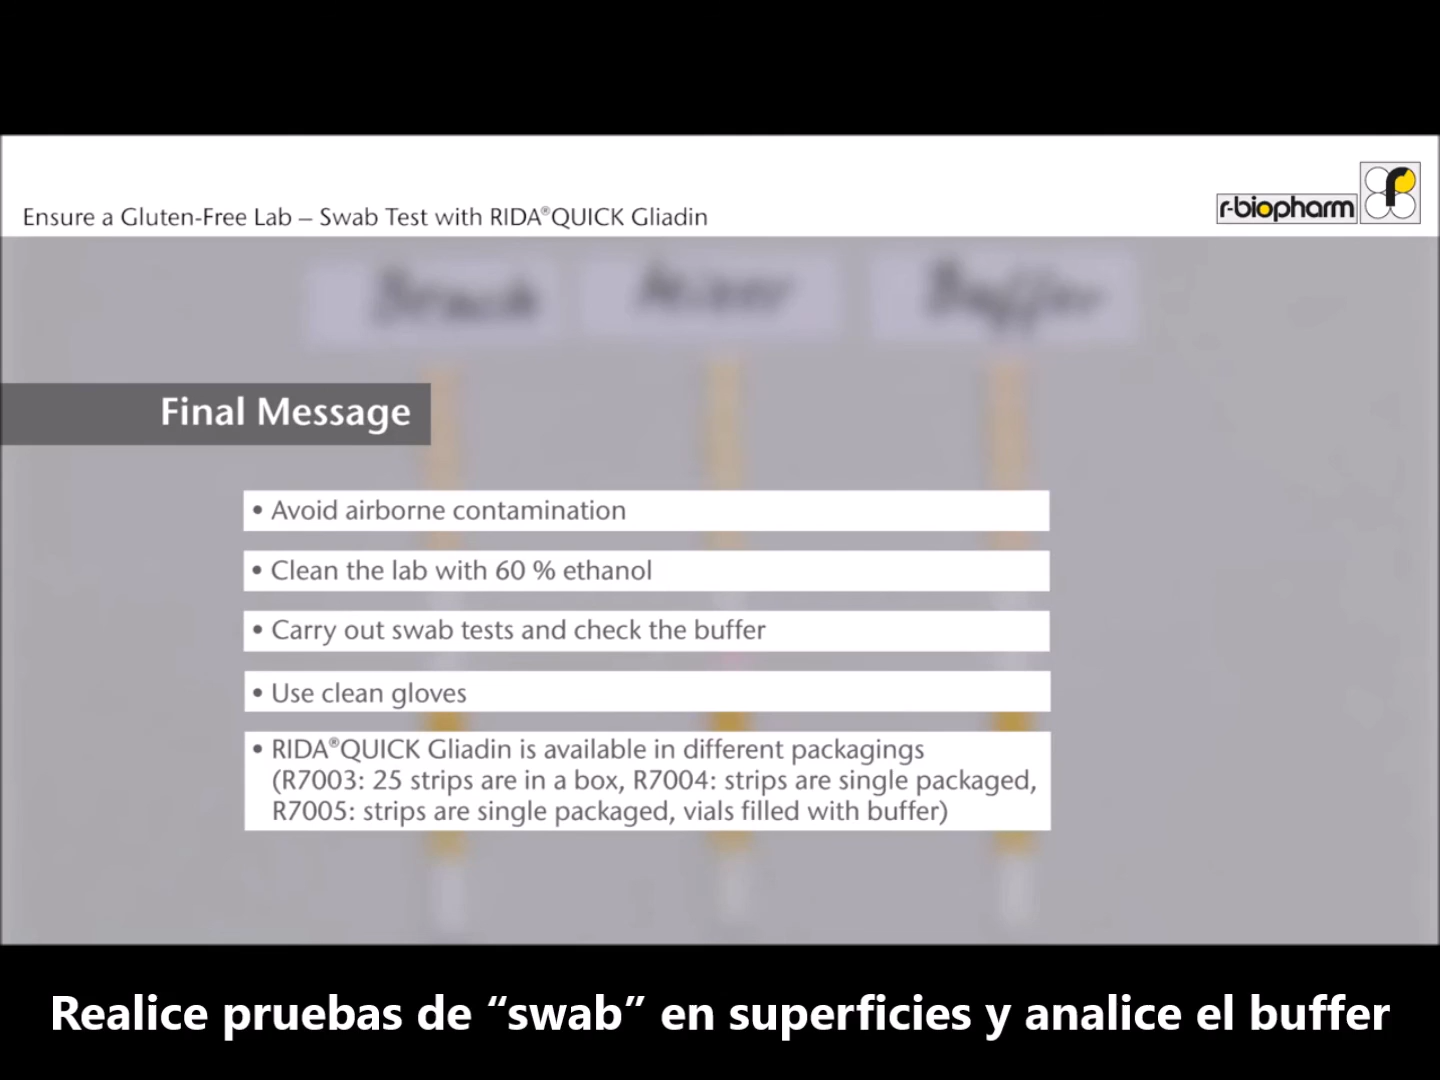 Ensure a Gluten-Free Lab – Swab Test with RIDA®QUICK Gliadin
r-biopharm
Mixer
Buffer
Final Message
• Avoid airborne contamination
• Clean the lab with 60 % ethanol
• Carry out swab tests and check the buffer
• Use clean gloves
• RIDA®QUICK Gliadin is available in different packagings
(R7003: 25 strips are in a box, R7004: strips are single packaged,
R7005: strips are single packaged, vials filled with buffer)
Realice pruebas de “swab” en superficies y analice el buffer